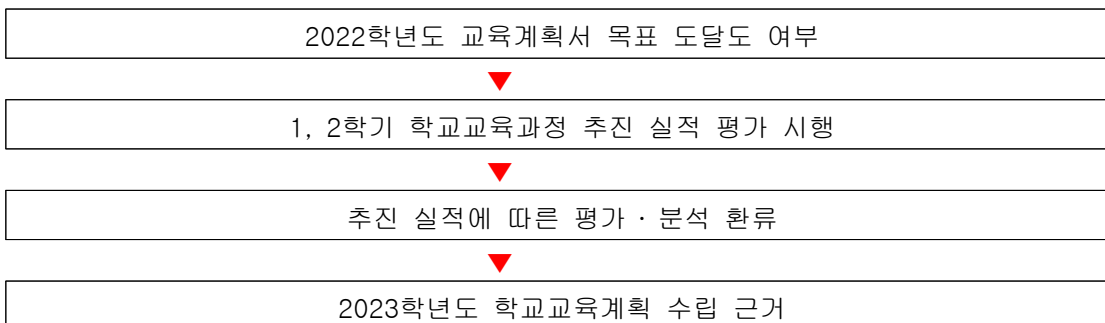 2022학년도 교육계획서 목표 도달도 여부
1, 2학기 학교교육과정 추진 실적 평가 시행
추진 실적에 따른 평가 · 분석 환류
2023학년도 학교교육계획 수립 근거